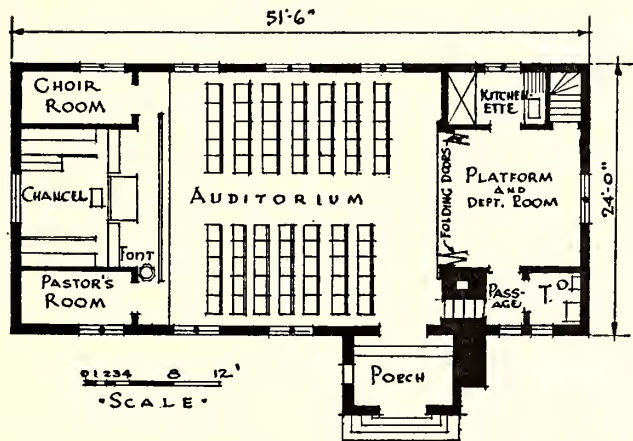 51'-6"
CHOIR
ROOM
KITCHEN-
ETTE
CHANCEL
AUDITORIUM
FOLDING DOORS
PLATFORM
AND
DEPT. ROOM
24'-0"
FONT
PASTOR'S
ROOM
PASS-
AGE
T.
PORCH
0 1 2 3 4 8 12'
• SCALE •